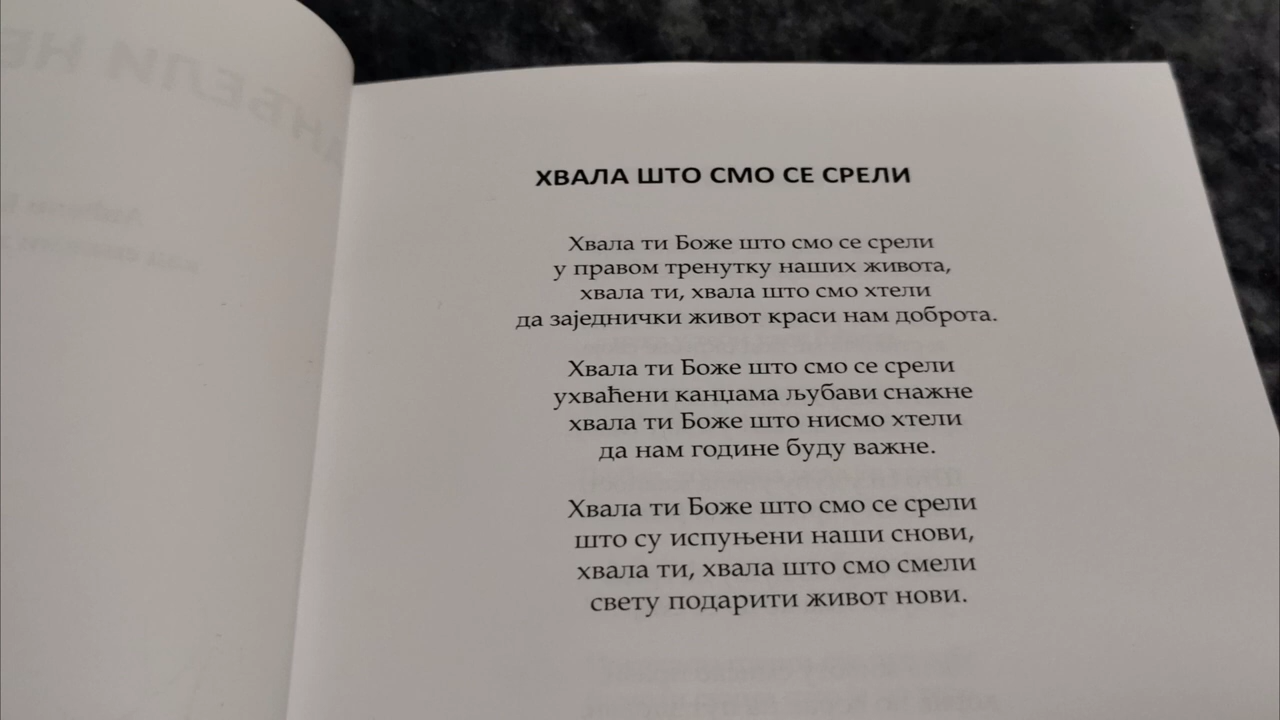 ХВАЛА ШТО СМО СЕ СРЕЛИ
Хвала ти Боже што смо се срели
у правом тренутку наших живота,
хвала ти, хвала што смо хтели
да заједнички живот краси нам доброта.
Хвала ти Боже што смо се срели
ухваћени канџама љубави снажне
хвала ти Боже што нисмо хтели
да нам године буду важне.
Хвала ти Боже што смо се срели
што су испуњени наши снови,
хвала ти, хвала што смо смели
свету подарити живот нови.